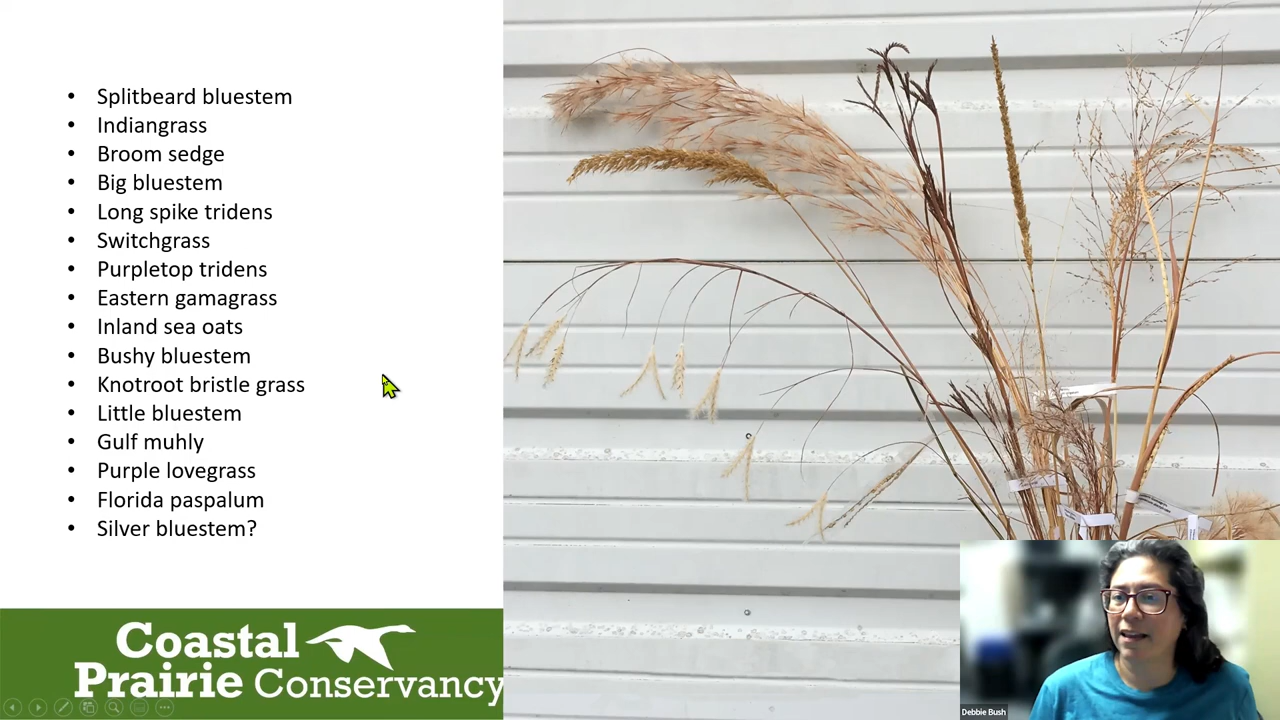 • Splitbeard bluestem
• Indiangrass
• Broom sedge
• Big bluestem
• Long spike tridens
• Switchgrass
• Purpletop tridens
• Eastern gamagrass
• Inland sea oats
• Bushy bluestem
• Knotroot bristle grass
• Little bluestem
• Gulf muhly
• Purple lovegrass
• Florida paspalum
• Silver bluestem?
Coastal
Prairie Conservancy
Debbie Bush